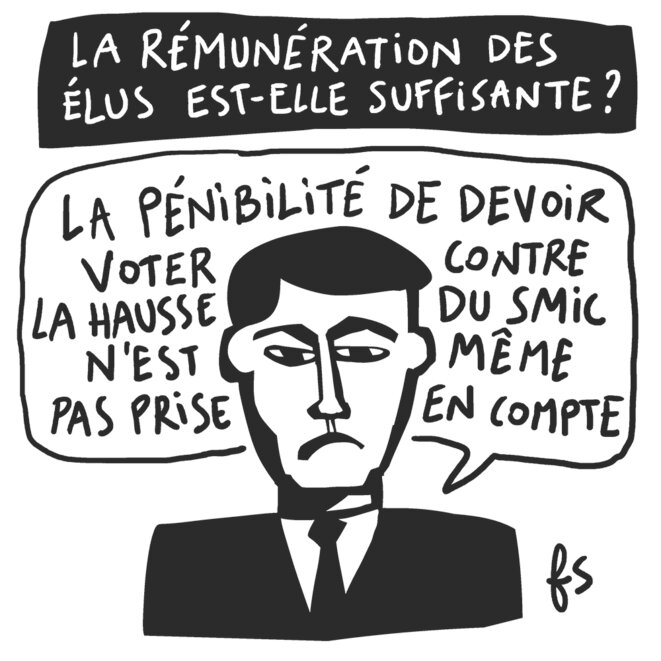 LA RÉMUNÉRATION DES
ÉLUS EST-ELLE SUFFISANTE ?
LA PÉNIBILITÉ DE DEVOIR
VOTER CONTRE
LA HAUSSE DU SMIC
N'EST MÊME
PAS PRISE EN COMPTE
fs